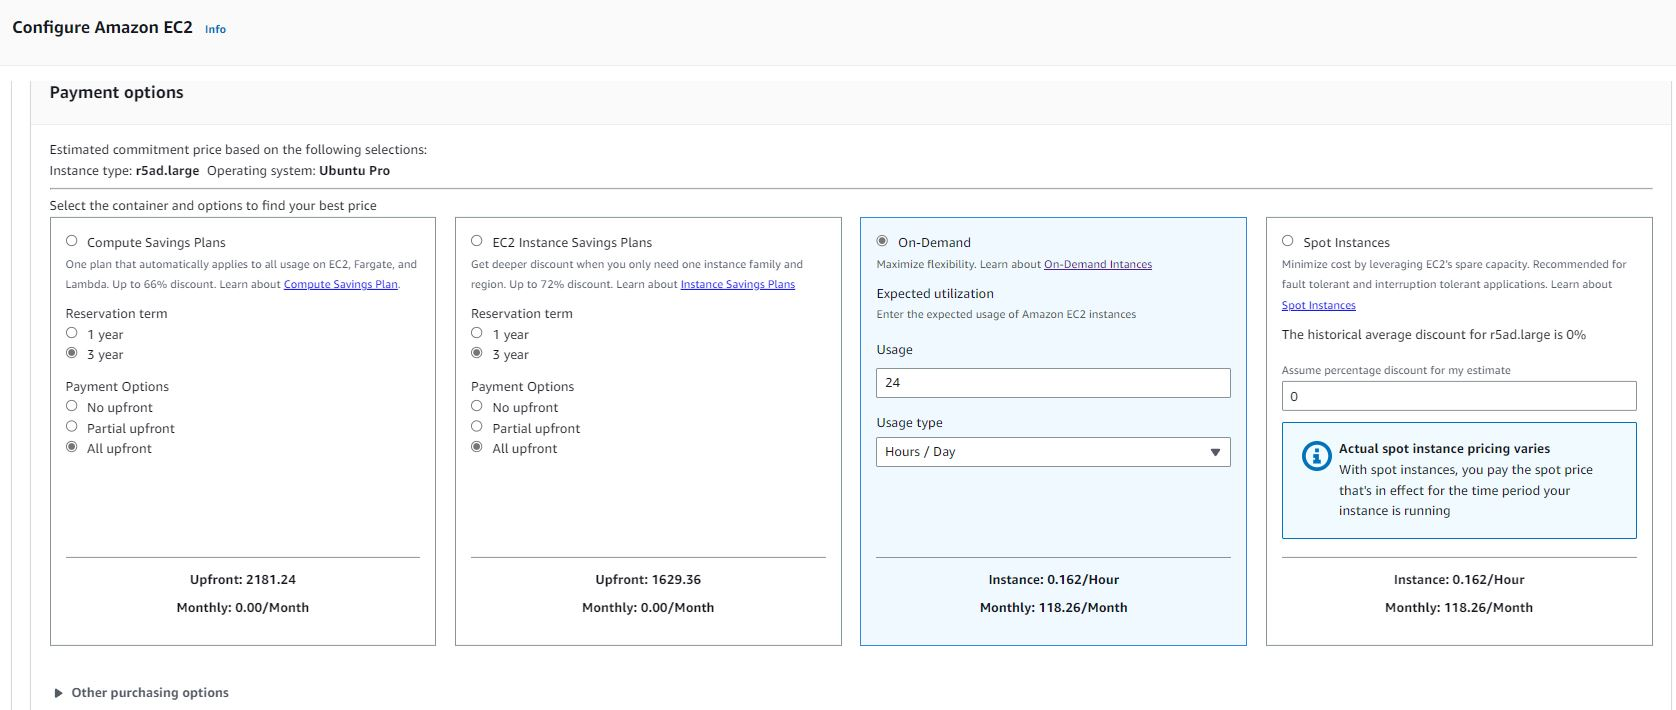 Configure Amazon EC2 Info
Payment options
Estimated commitment price based on the following selections:
Instance type: r5ad.large Operating system: Ubuntu Pro
Select the container and options to find your best price
Compute Savings Plans
One plan that automatically applies to all usage on EC2, Fargate, and
Lambda. Up to 66% discount. Learn about Compute Savings Plan.
Reservation term
1 year
3 year
Payment Options
No upfront
Partial upfront
All upfront
Upfront: 2181.24
Monthly: 0.00/Month
EC2 Instance Savings Plans
Get deeper discount when you only need one instance family and
region. Up to 72% discount. Learn about Instance Savings Plans
Reservation term
1 year
3 year
Payment Options
No upfront
Partial upfront
All upfront
Upfront: 1629.36
Monthly: 0.00/Month
On-Demand
Maximize flexibility. Learn about On-Demand Intances
Expected utilization
Enter the expected usage of Amazon EC2 instances
Usage
24
Usage type
Hours / Day
Instance: 0.162/Hour
Monthly: 118.26/Month
Spot Instances
Minimize cost by leveraging EC2's spare capacity. Recommended for
fault tolerant and interruption tolerant applications. Learn about
Spot Instances
The historical average discount for r5ad.large is 0%
Assume percentage discount for my estimate
0
Actual spot instance pricing varies
With spot instances, you pay the spot price
that's in effect for the time period your
instance is running
Instance: 0.162/Hour
Monthly: 118.26/Month
Other purchasing options